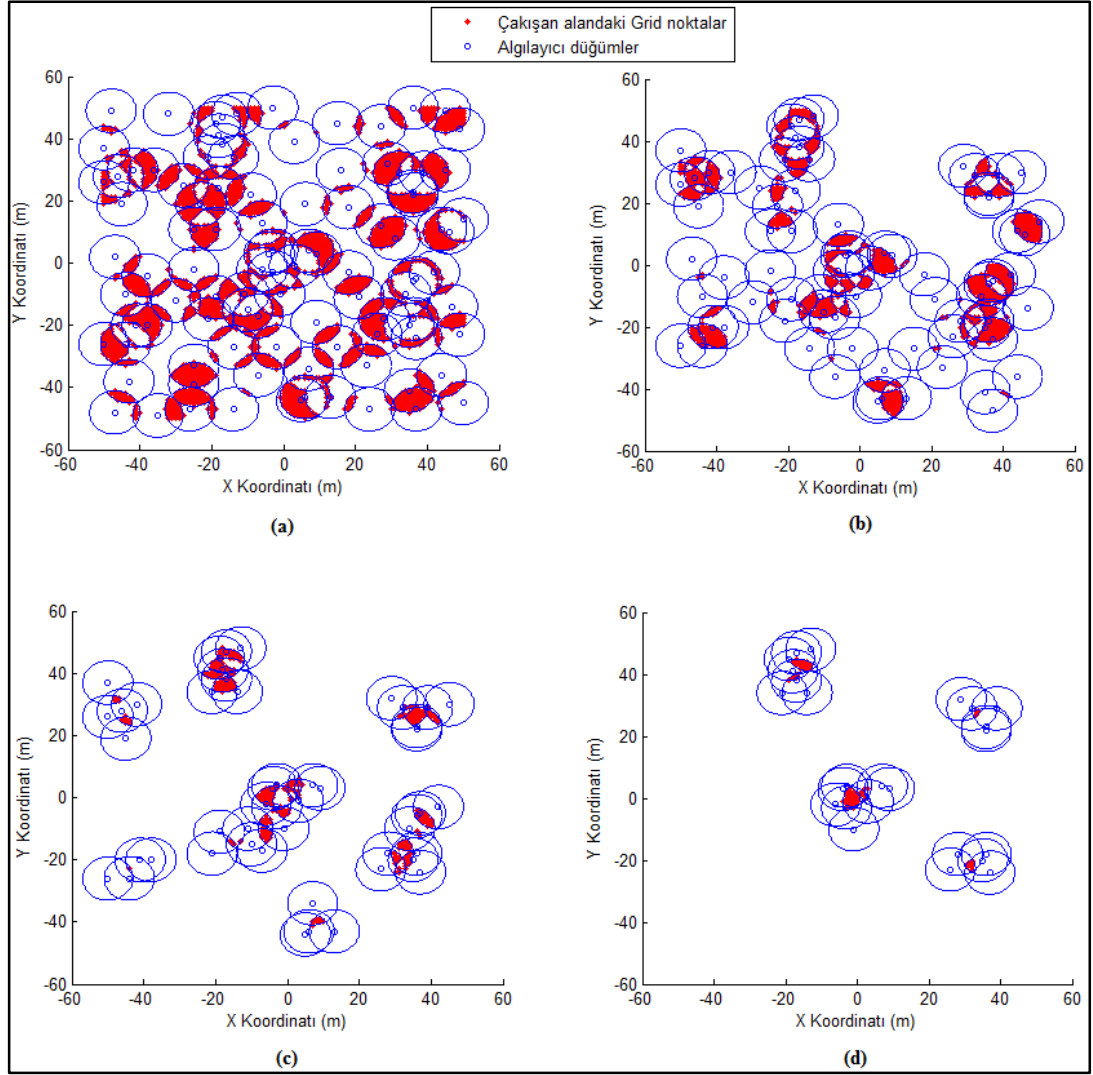 Çakışan alandaki Grid noktalar
Algılayıcı düğümler
60
40
20
0
-20
-40
-60
-60 -40 -20 0 20 40 60
Y Koordinatı (m)
X Koordinatı (m)
(a)
60
40
20
0
-20
-40
-60
-60 -40 -20 0 20 40 60
Y Koordinatı (m)
X Koordinatı (m)
(b)
60
40
20
0
-20
-40
-60
-60 -40 -20 0 20 40 60
Y Koordinatı (m)
X Koordinatı (m)
(c)
60
40
20
0
-20
-40
-60
-60 -40 -20 0 20 40 60
Y Koordinatı (m)
X Koordinatı (m)
(d)